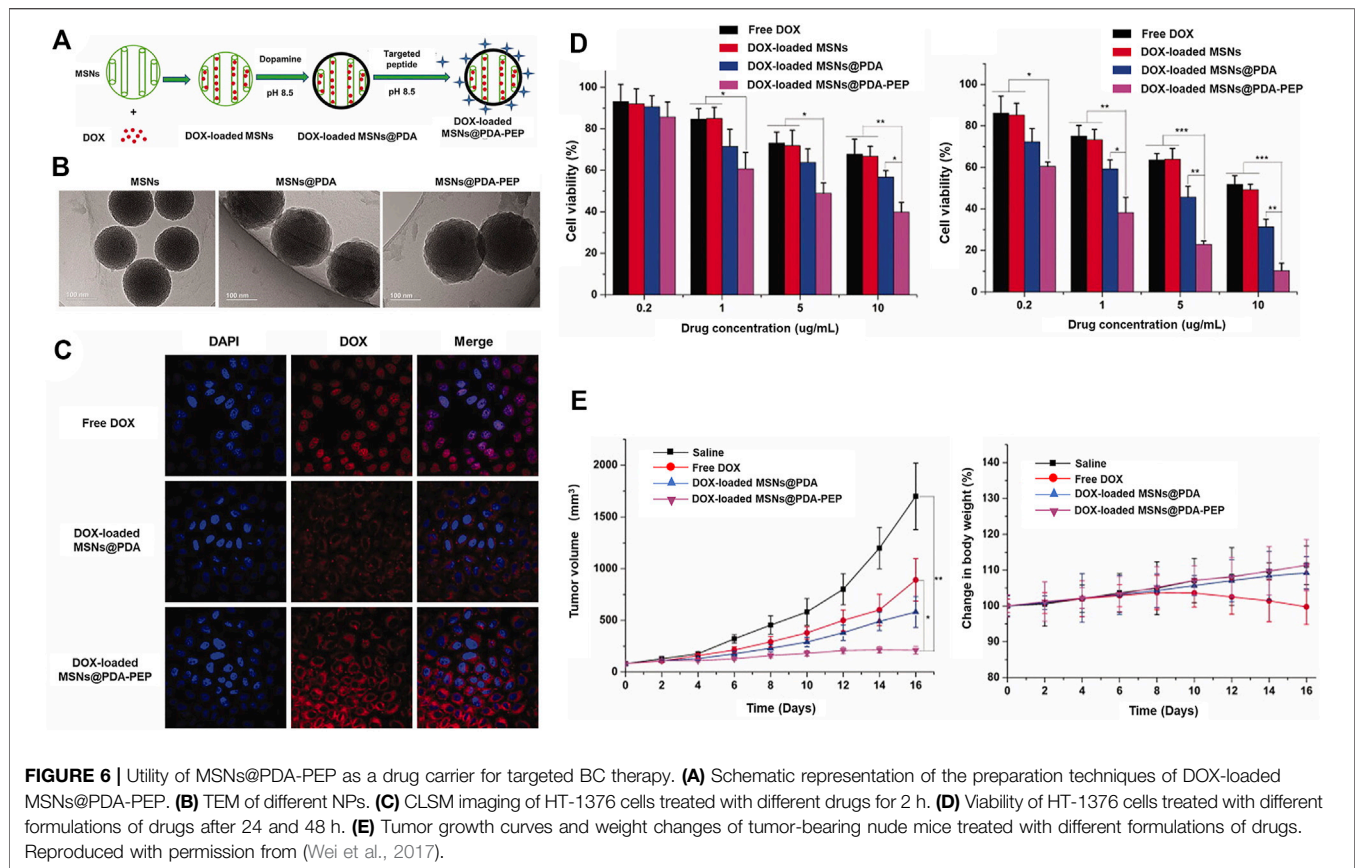 A
MSNs
+
DOX
Dopamine
pH 8.5
Targeted
peptide
pH 8.5
DOX-loaded MSNs
DOX-loaded MSNs@PDA
DOX-loaded
MSNs@PDA-PEP
B
MSNs
MSNs@PDA
MSNs@PDA-PEP
100 nm
100 nm
100 nm
C
DAPI
DOX
Merge
Free DOX
DOX-loaded
MSNs@PDA
DOX-loaded
MSNs@PDA-PEP
D
Free DOX
DOX-loaded MSNs
DOX-loaded MSNs@PDA
DOX-loaded MSNs@PDA-PEP
Cell viability (%)
100
80
60
40
20
0
*
*
**
*
0.2 1 5 10
Drug concentration (ug/mL)
Free DOX
DOX-loaded MSNs
DOX-loaded MSNs@PDA
DOX-loaded MSNs@PDA-PEP
Cell viability (%)
120
100
80
60
40
20
0
*
**
*
***
**
***
**
0.2 1 5 10
Drug concentration (ug/mL)
E
Saline
Free DOX
DOX-loaded MSNs@PDA
DOX-loaded MSNs@PDA-PEP
Tumor volume (mm³)
2000
1500
1000
500
0
**
*
0 2 4 6 8 10 12 14 16
Time (Days)
Saline
Free DOX
DOX-loaded MSNs@PDA
DOX-loaded MSNs@PDA-PEP
Change in body weight (%)
140
130
120
110
100
90
80
0 2 4 6 8 10 12 14 16
Time (Days)
FIGURE 6 | Utility of MSNs@PDA-PEP as a drug carrier for targeted BC therapy. (A) Schematic representation of the preparation techniques of DOX-loaded
MSNs@PDA-PEP. (B) TEM of different NPs. (C) CLSM imaging of HT-1376 cells treated with different drugs for 2 h. (D) Viability of HT-1376 cells treated with different
formulations of drugs after 24 and 48 h. (E) Tumor growth curves and weight changes of tumor-bearing nude mice treated with different formulations of drugs.
Reproduced with permission from (Wei et al., 2017).